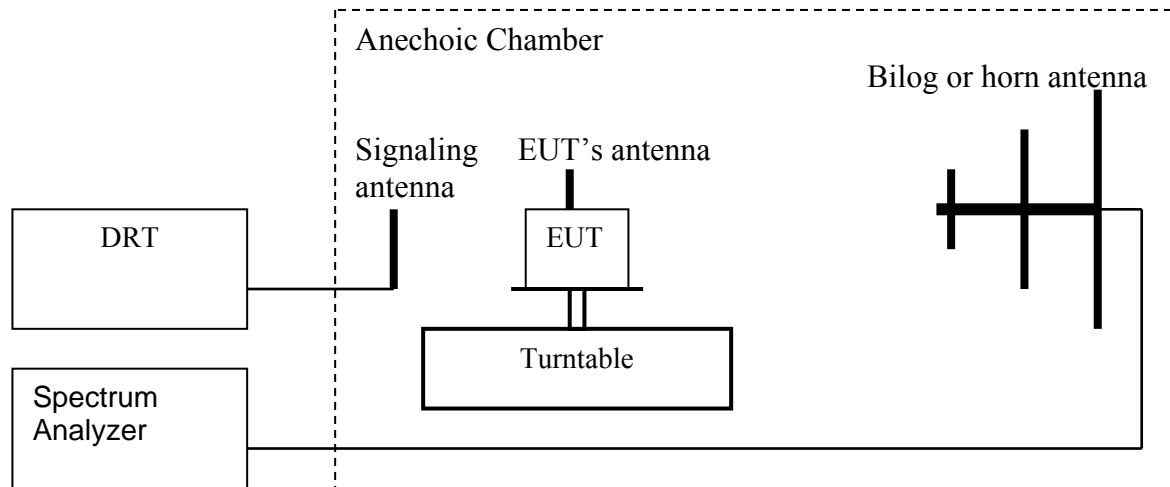 Anechoic Chamber
Bilog or horn antenna
Signaling
antenna
EUT’s antenna
DRT
EUT
Turntable
Spectrum
Analyzer